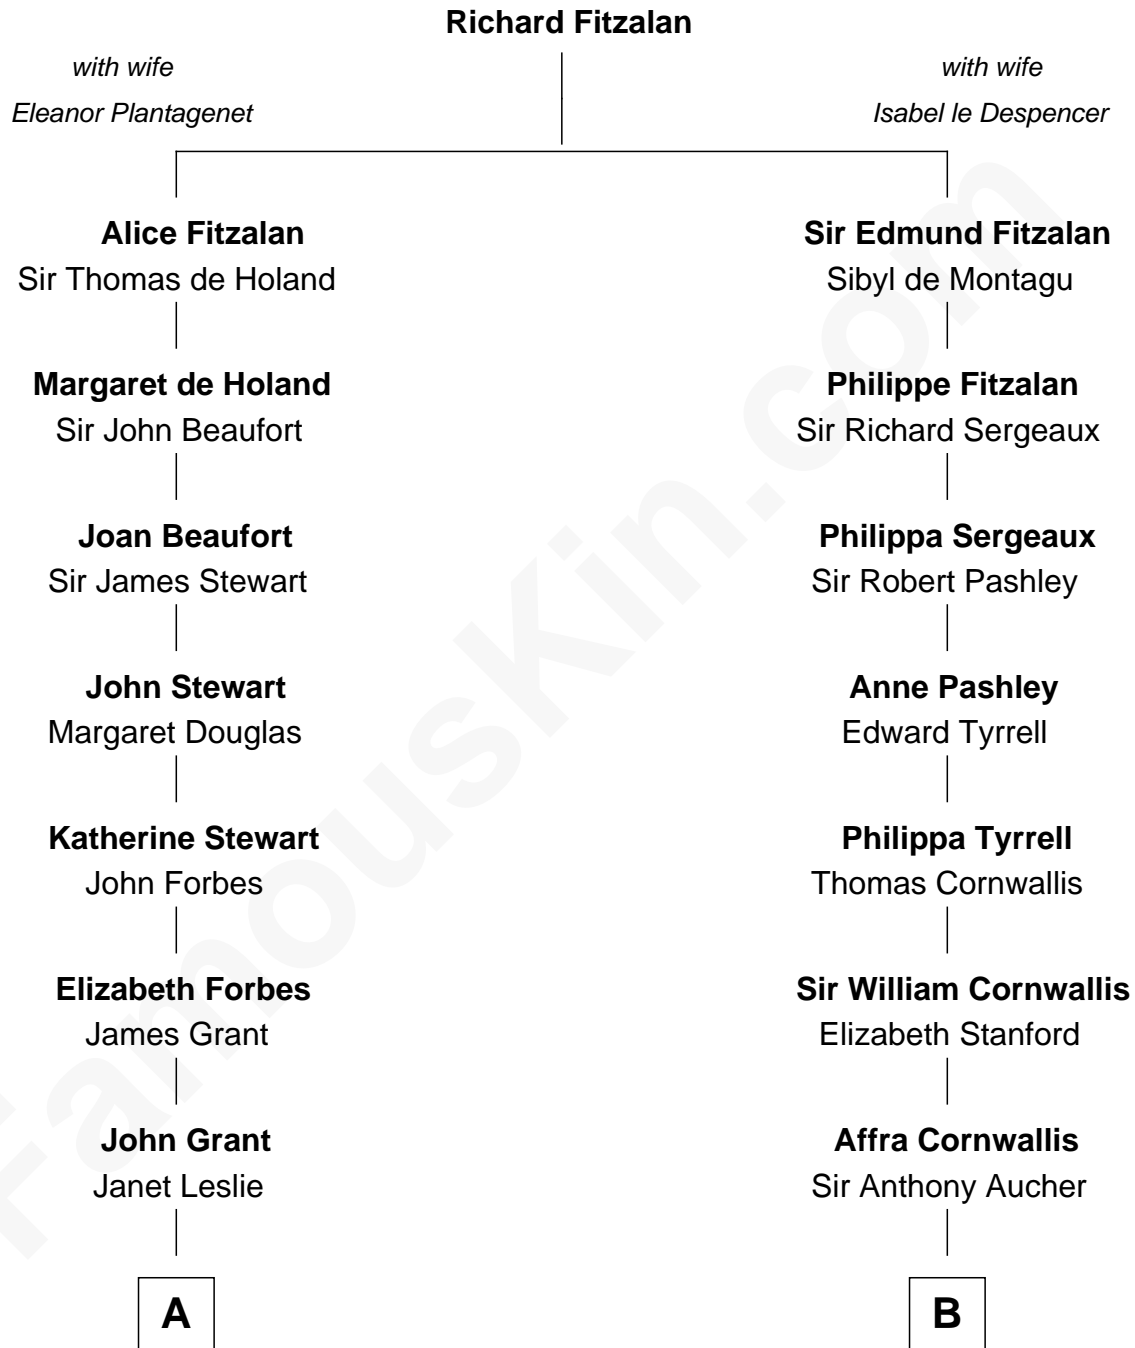 Richard Fitzalan
with wife
Eleanor Plantagenet
with wife
Isabel le Despencer
Alice Fitzalan
Sir Thomas de Holand
Sir Edmund Fitzalan
Sibyl de Montagu
Margaret de Holand
Sir John Beaufort
Philippe Fitzalan
Sir Richard Sergeaux
Joan Beaufort
Sir James Stewart
Philippa Sergeaux
Sir Robert Pashley
John Stewart
Margaret Douglas
Anne Pashley
Edward Tyrrell
Katherine Stewart
John Forbes
Philippa Tyrrell
Thomas Cornwallis
Elizabeth Forbes
James Grant
Sir William Cornwallis
Elizabeth Stanford
John Grant
Janet Leslie
Affra Cornwallis
Sir Anthony Aucher
A
B
FamousKin.com